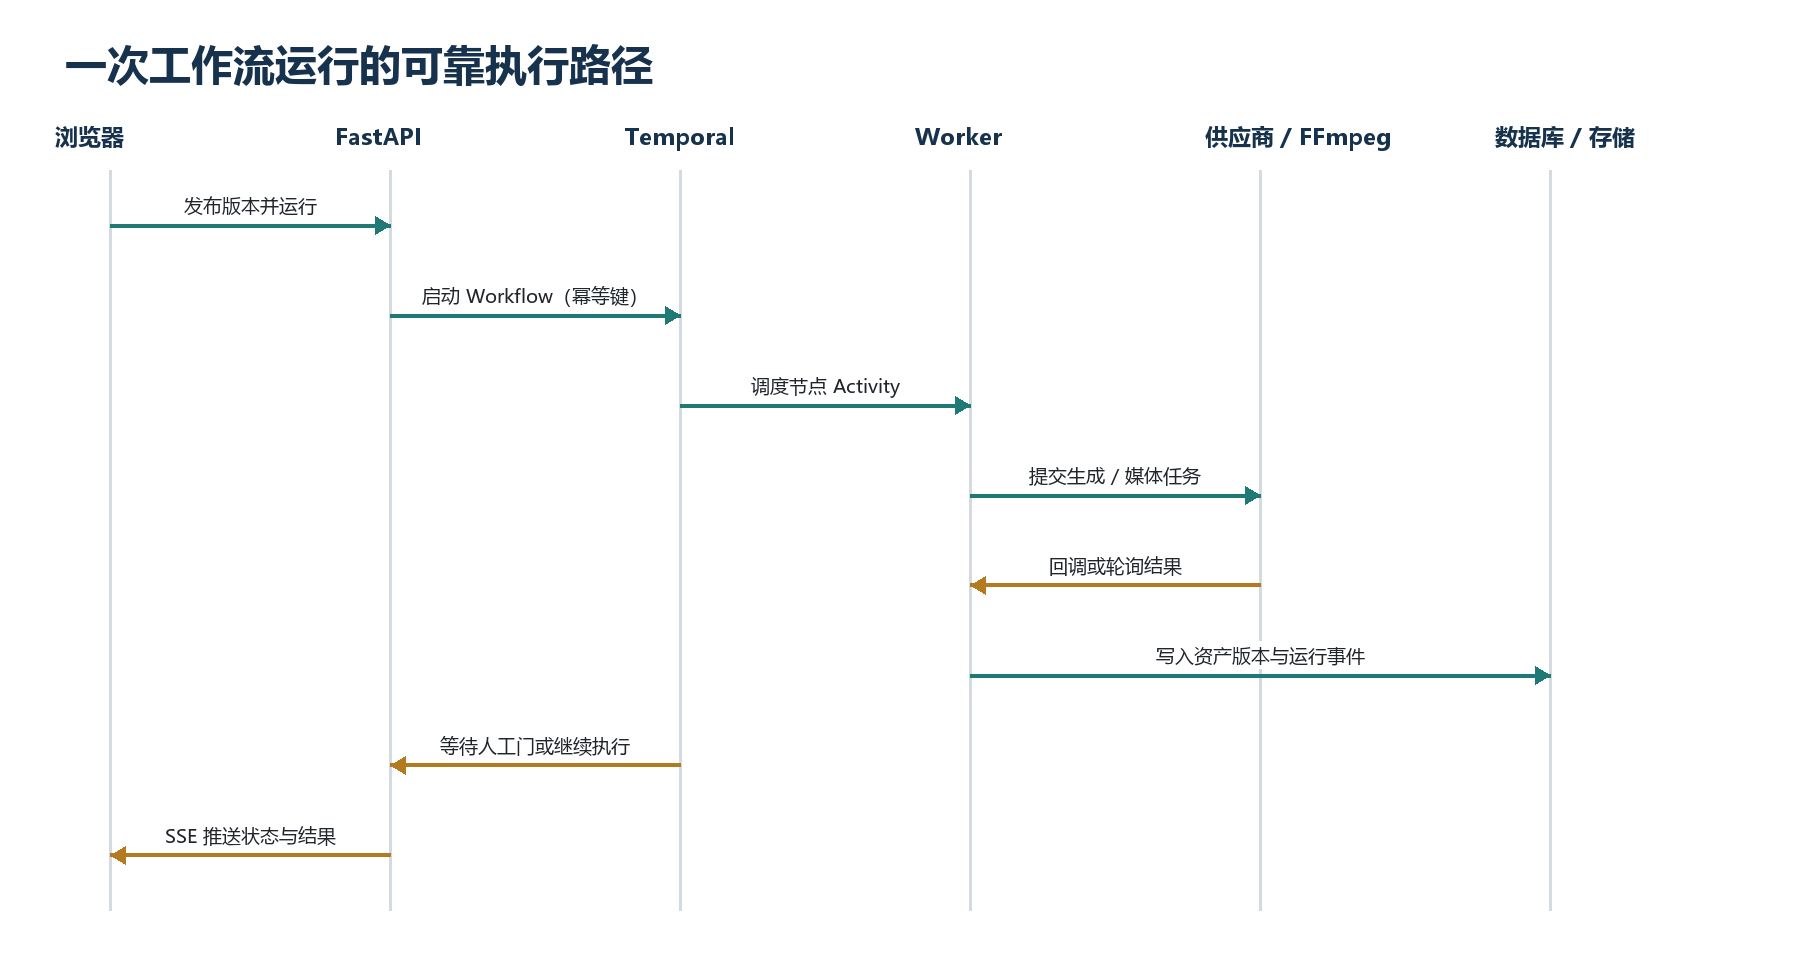 一次工作流运行的可靠执行路径
浏览器
FastAPI
Temporal
Worker
供应商 / FFmpeg
数据库 / 存储
发布版本并运行
启动 Workflow（幂等键）
调度节点 Activity
提交生成 / 媒体任务
回调或轮询结果
写入资产版本与运行事件
等待人工门或继续执行
SSE 推送状态与结果